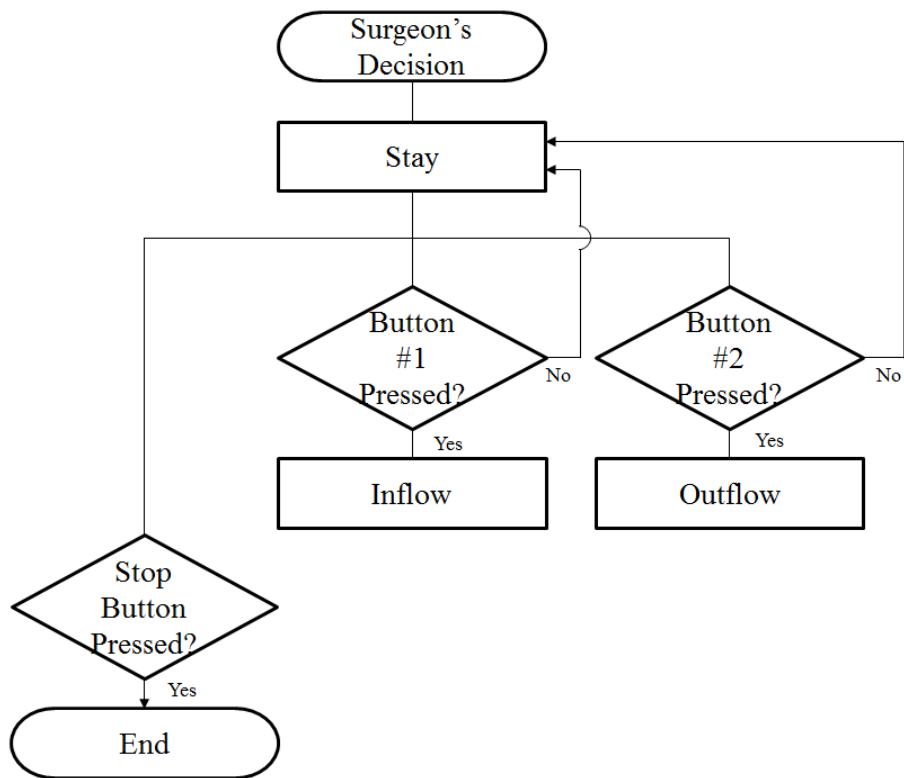 Surgeon's
Decision
Stay
Button
#1
Pressed?
No
Yes
Inflow
Button
#2
Pressed?
No
Yes
Outflow
Stop
Button
Pressed?
Yes
End